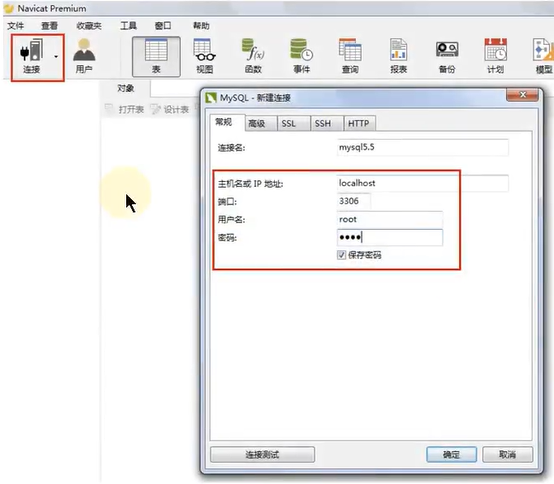 Navicat Premium
文件 查看 收藏夹 工具 窗口 帮助
连接 用户 表 视图 函数 事件 查询 报表 备份 计划 模型
对象
打开表 设计表
MySQL - 新建连接
常规 高级 SSL SSH HTTP
连接名: mysql5.5
主机名或 IP 地址: localhost
端口: 3306
用户名: root
密码: ●●●●
保存密码
连接测试 确定 取消